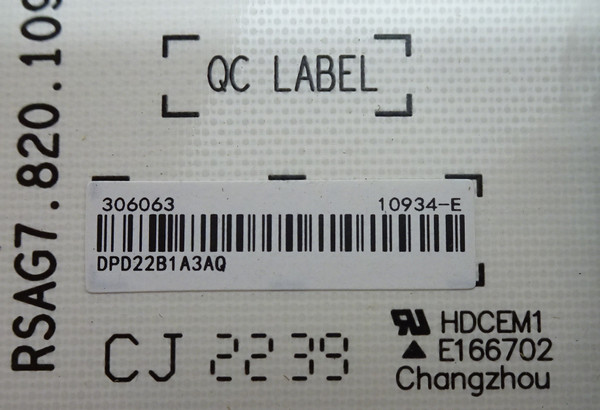 RSAG7.820.109
QC LABEL
306063 10934-E
DPD22B1A3AQ
CJ 2239
HDCEM1
E166702
Changzhou